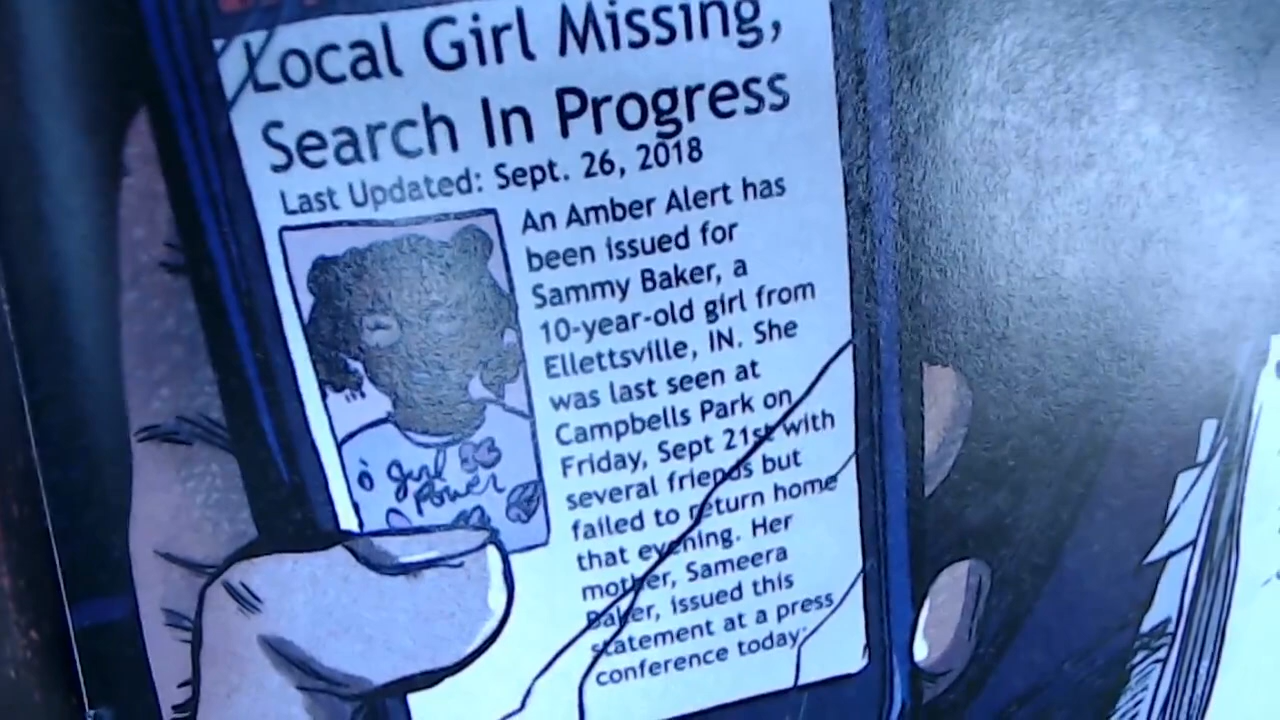 Local Girl Missing,
Search In Progress
Last Updated: Sept. 26, 2018
An Amber Alert has
been issued for
Sammy Baker, a
10-year-old girl from
Ellettsville, IN. She
was last seen at
Campbells Park on
Friday, Sept 21st with
several friends but
failed to return home
that evening. Her
mother, Sameera
Baker, issued this
statement at a press
conference today:
girl
Power